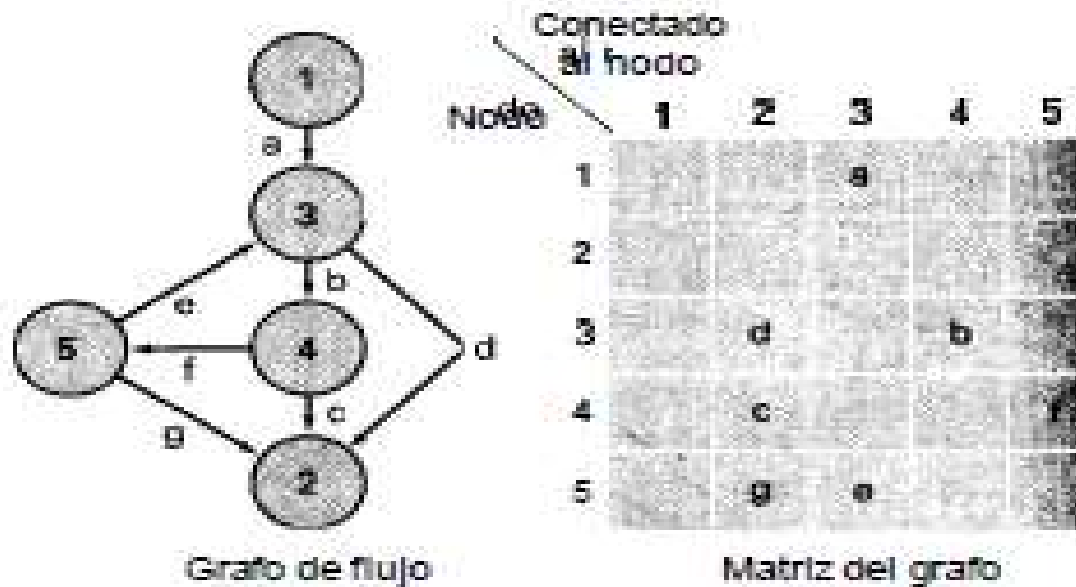 Conectado
al nodo
Nodo
1 2 3 4 5
1 a
2
3 d b
4 c f
5 g e
1
a
3
e b d
5 4
f
g c
2
Grafo de flujo
Matriz del grafo